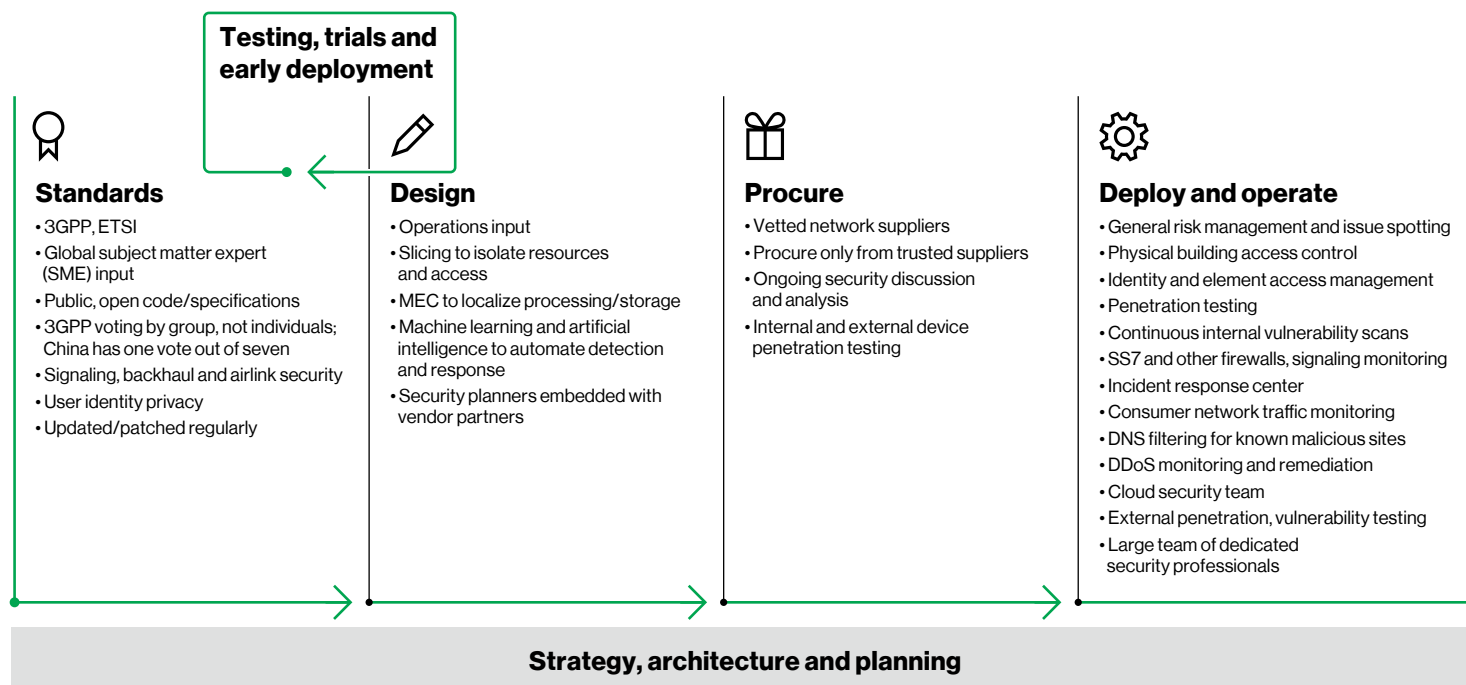 Testing, trials and
early deployment
Standards
• 3GPP, ETSI
• Global subject matter expert
(SME) input
• Public, open code/specifications
• 3GPP voting by group, not individuals;
China has one vote out of seven
• Signaling, backhaul and airlink security
• User identity privacy
• Updated/patched regularly
Design
• Operations input
• Slicing to isolate resources
and access
• MEC to localize processing/storage
• Machine learning and artificial
intelligence to automate detection
and response
• Security planners embedded with
vendor partners
Procure
• Vetted network suppliers
• Procure only from trusted suppliers
• Ongoing security discussion
and analysis
• Internal and external device
penetration testing
Deploy and operate
• General risk management and issue spotting
• Physical building access control
• Identity and element access management
• Penetration testing
• Continuous internal vulnerability scans
• SS7 and other firewalls, signaling monitoring
• Incident response center
• Consumer network traffic monitoring
• DNS filtering for known malicious sites
• DDoS monitoring and remediation
• Cloud security team
• External penetration, vulnerability testing
• Large team of dedicated
security professionals
Strategy, architecture and planning